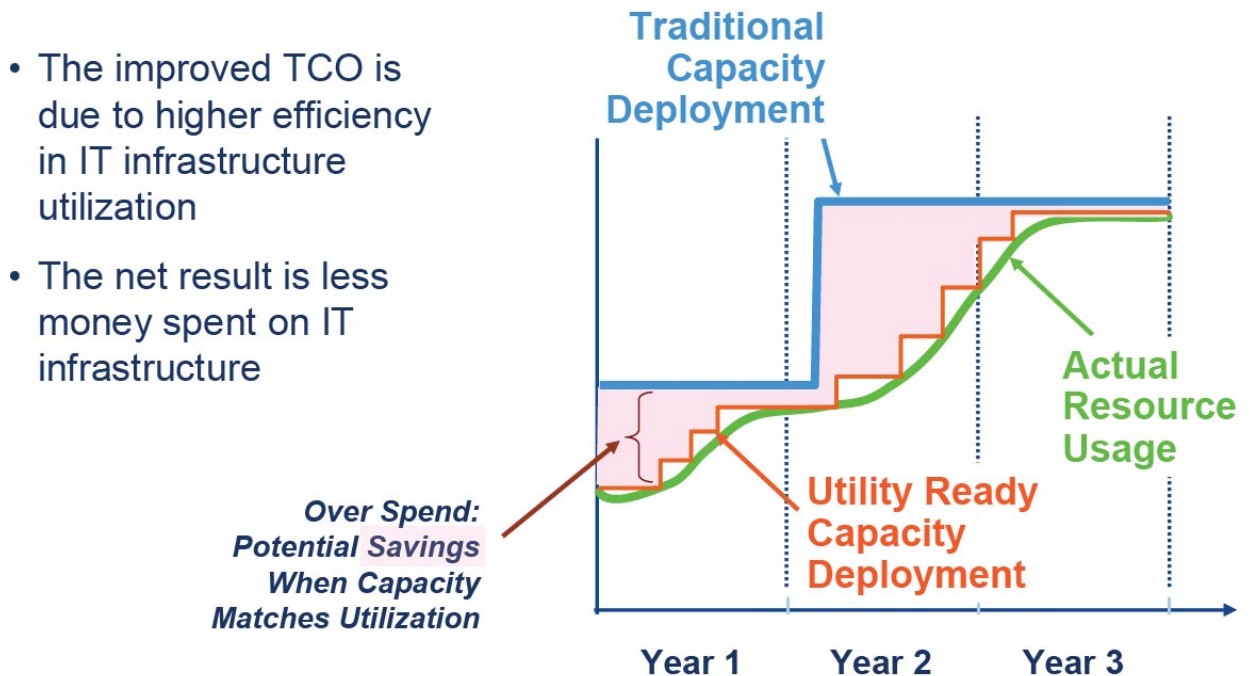 • The improved TCO is
due to higher efficiency
in IT infrastructure
utilization
• The net result is less
money spent on IT
infrastructure
Traditional
Capacity
Deployment
Actual
Resource
Usage
Utility Ready
Capacity
Deployment
Over Spend:
Potential Savings
When Capacity
Matches Utilization
Year 1
Year 2
Year 3